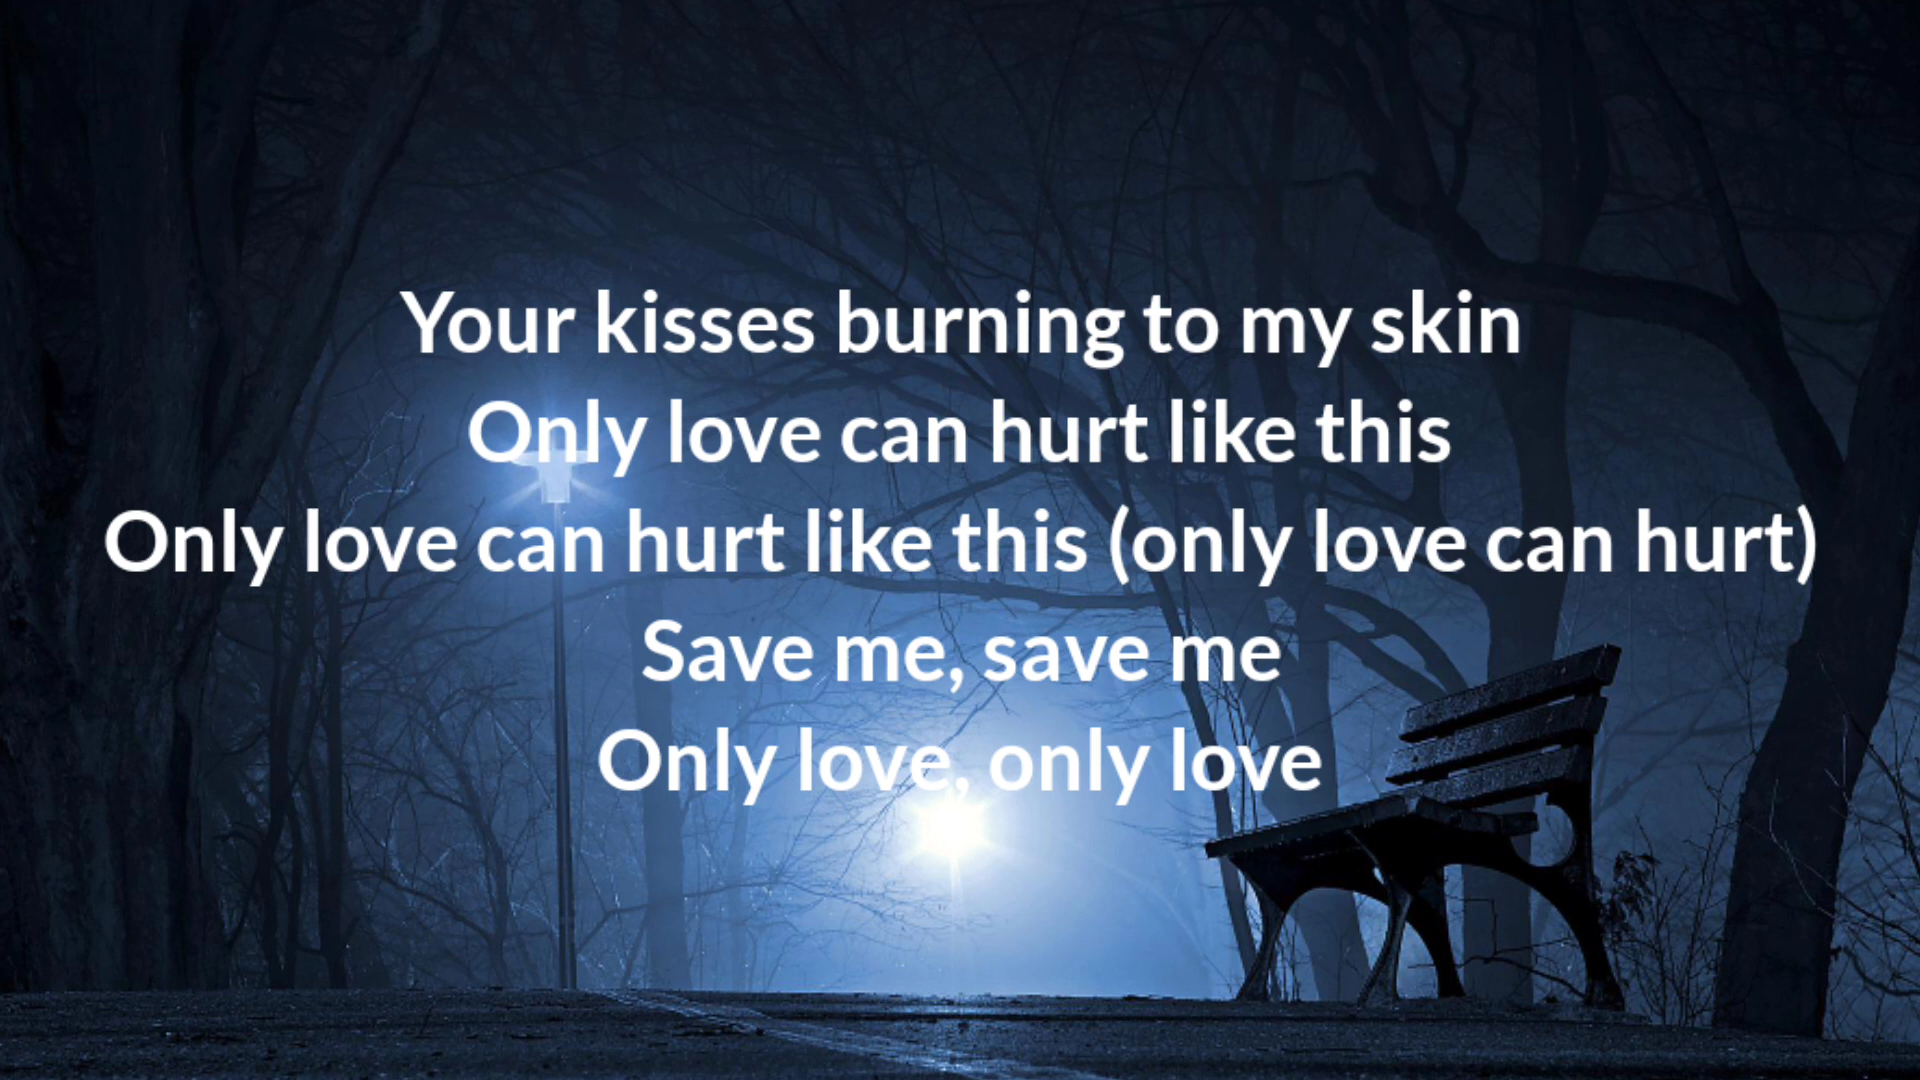 Your kisses burning to my skin
Only love can hurt like this
Only love can hurt like this (only love can hurt)
Save me, save me
Only love, only love